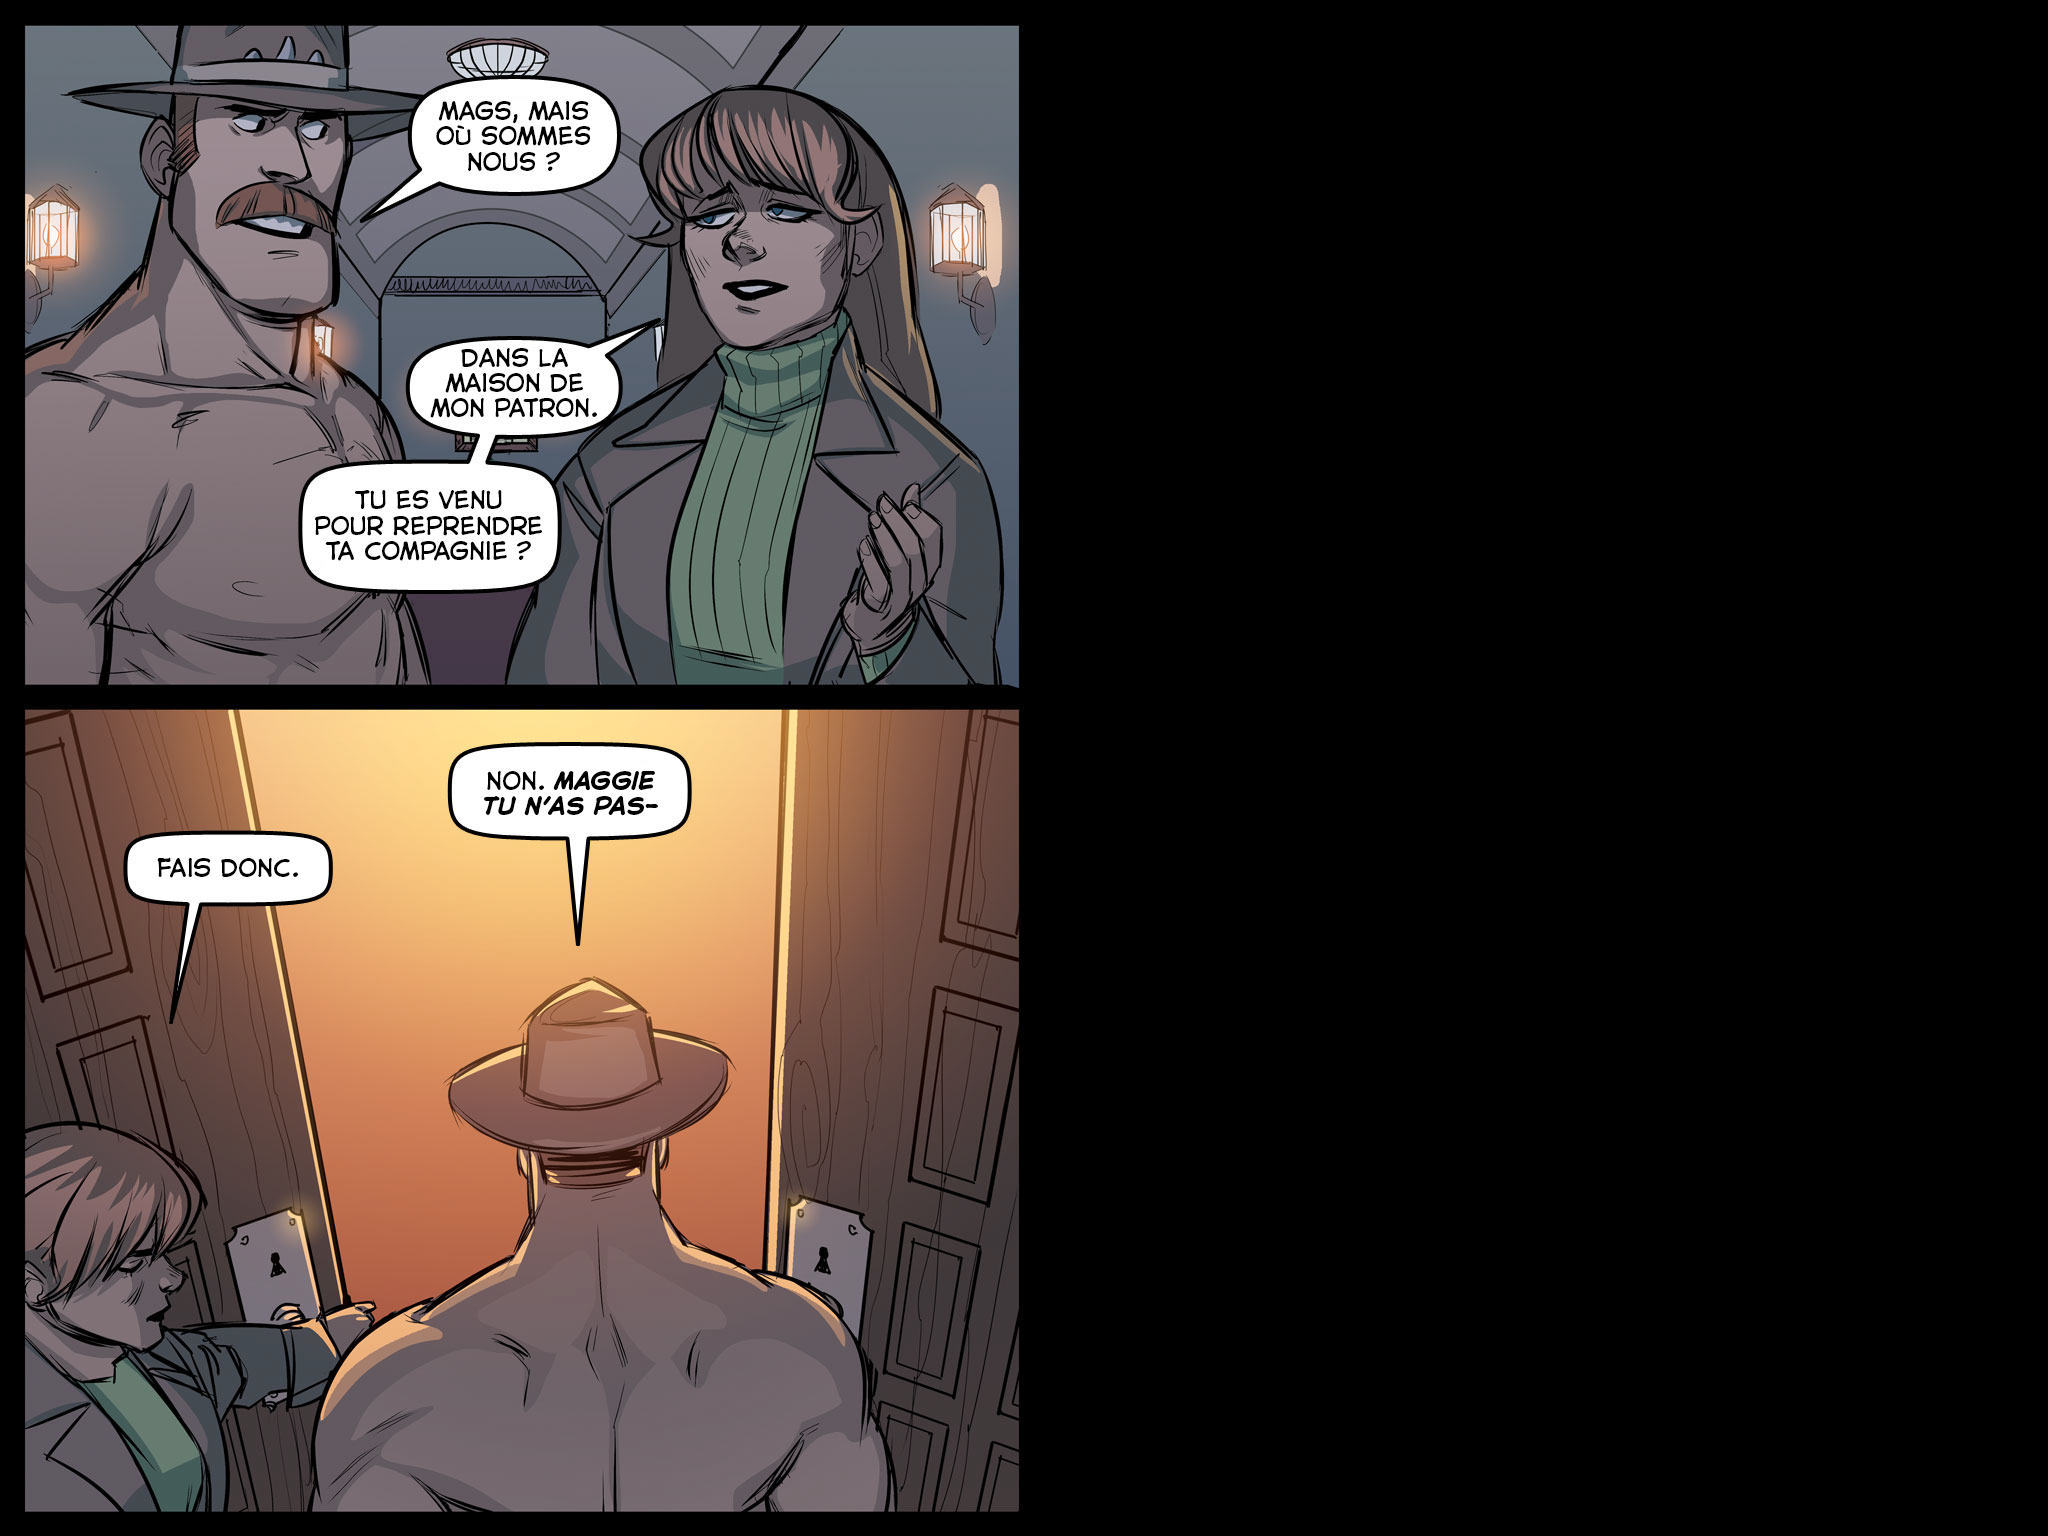 MAGS, MAIS
OÙ SOMMES
NOUS ?
DANS LA
MAISON DE
MON PATRON.
TU ES VENU
POUR REPRENDRE
TA COMPAGNIE ?
NON. MAGGIE
TU N'AS PAS-
FAIS DONC.